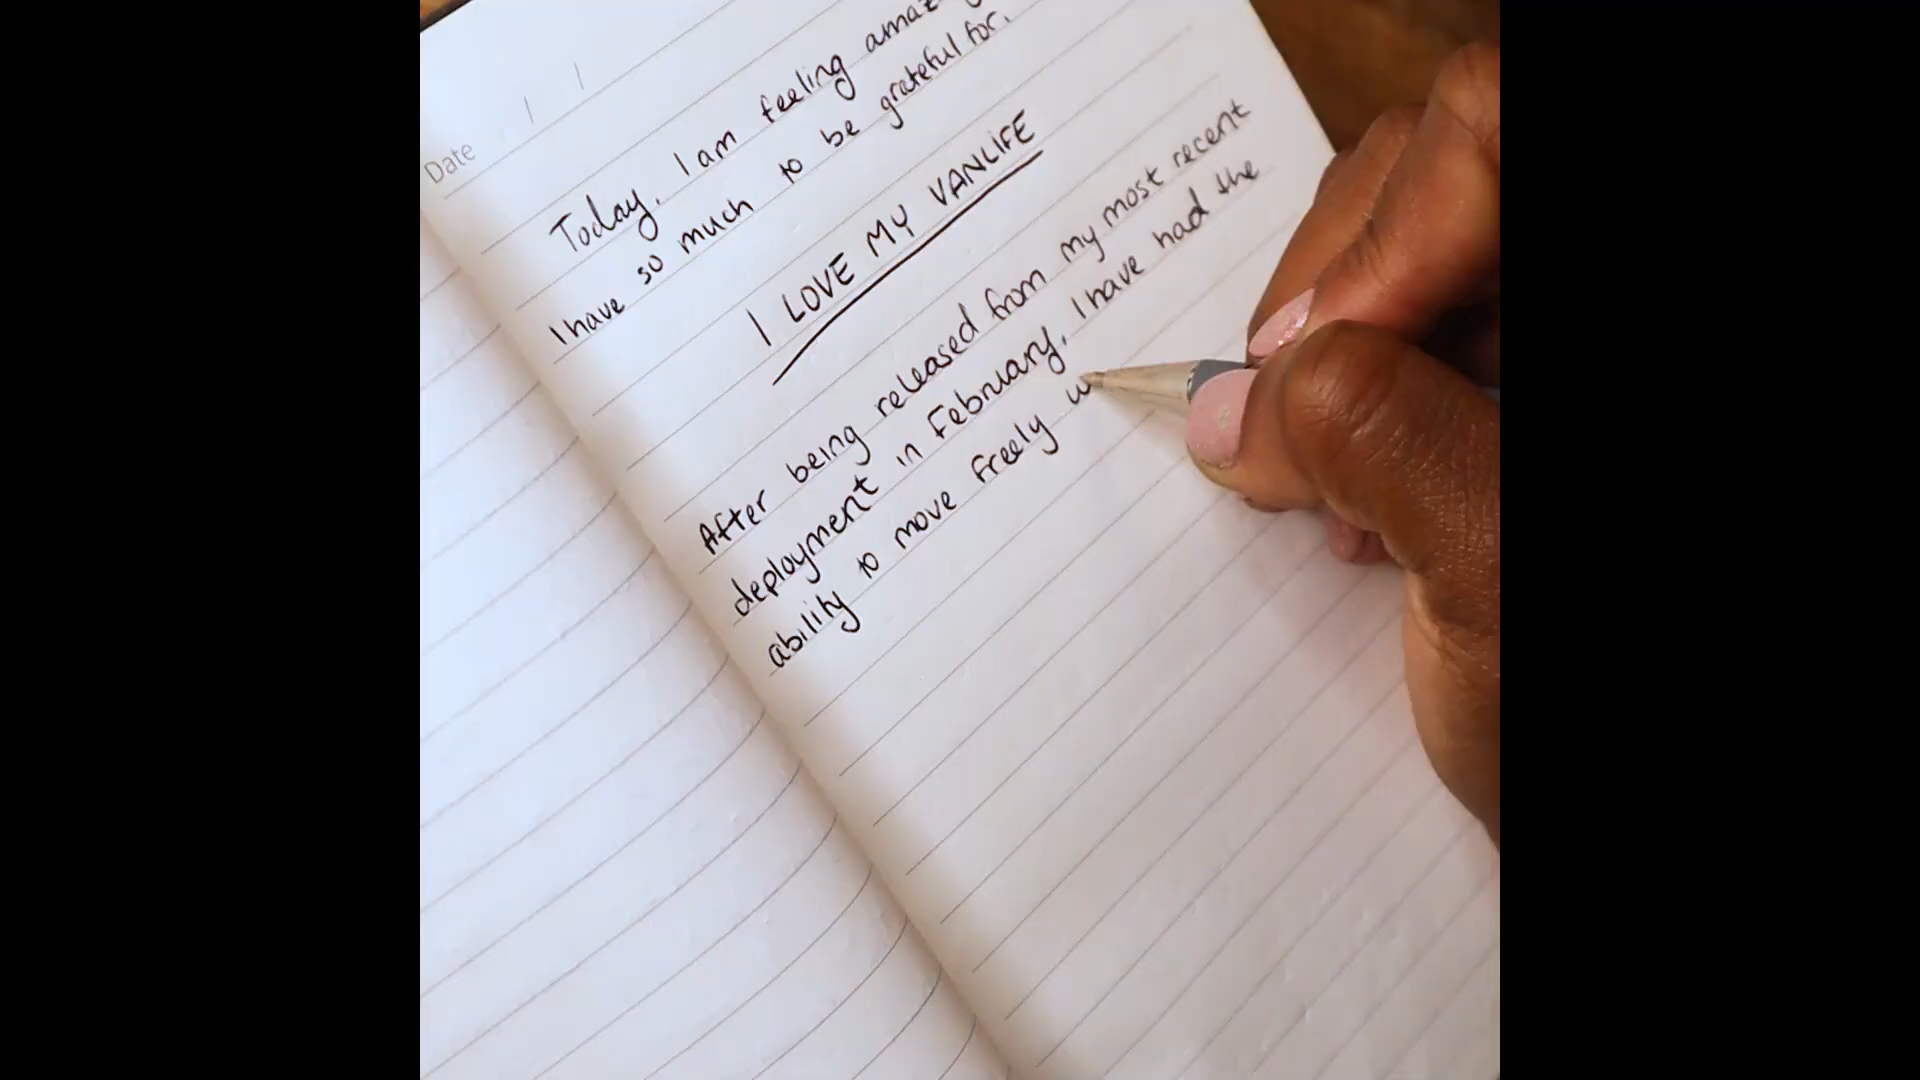 Date / /
Today, I am feeling
I have so much to be grateful for.
I LOVE MY VANLIFE
After being released from my most recent
deployment in February, I have had the
ability to move freely